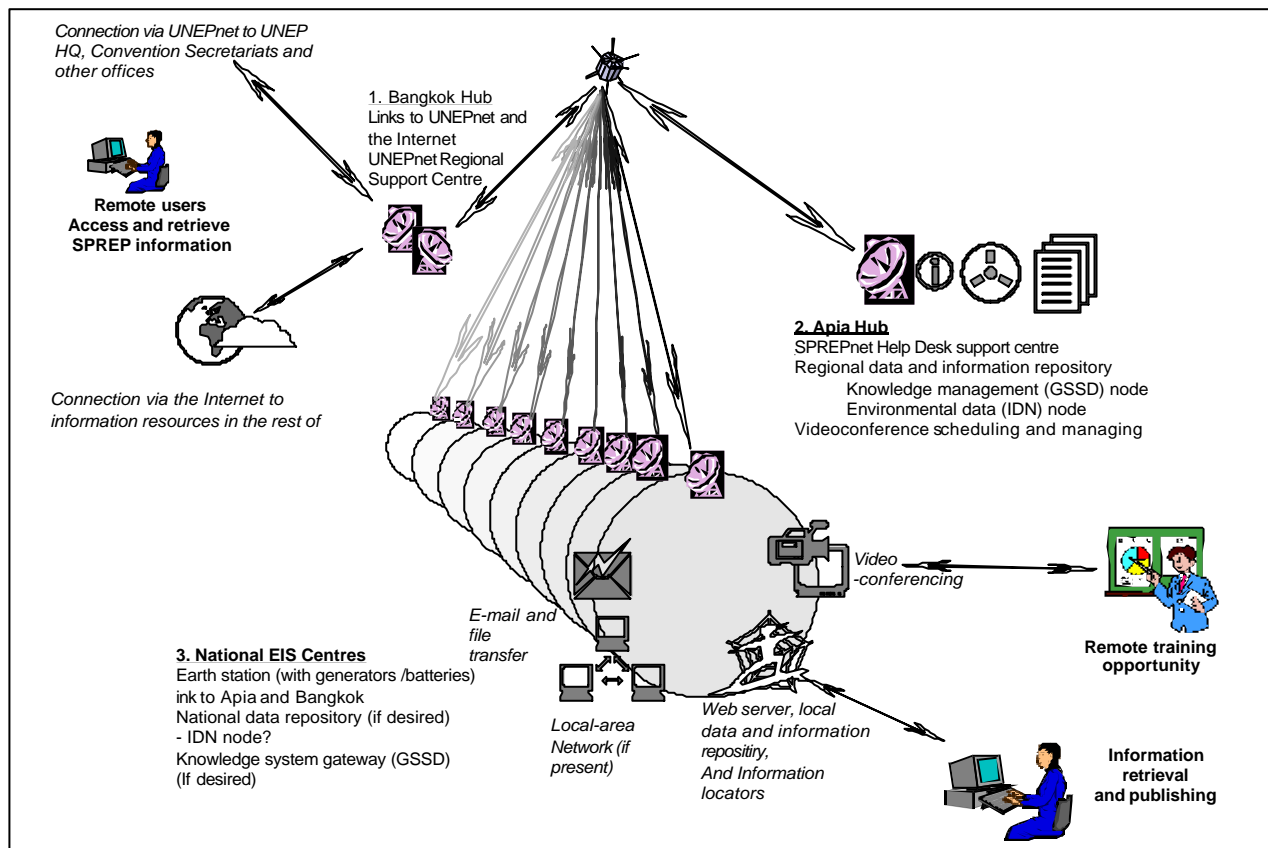 Connection via UNEPnet to UNEP
HQ, Convention Secretariats and
other offices
1. Bangkok Hub
Links to UNEPnet and
the Internet
UNEPnet Regional
Support Centre
Remote users
Access and retrieve
SPREP information
2. Apia Hub
SPREPnet Help Desk support centre
Regional data and information repository
Knowledge management (GSSD) node
Environmental data (IDN) node
Videoconference scheduling and managing
Connection via the Internet to
information resources in the rest of
Video
-conferencing
E-mail and
file
transfer
Remote training
opportunity
3. National EIS Centres
Earth station (with generators /batteries)
ink to Apia and Bangkok
National data repository (if desired)
- IDN node?
Knowledge system gateway (GSSD)
(If desired)
Local-area
Network (if
present)
Web server, local
data and information
repositiry,
And Information
locators
Information
retrieval
and publishing